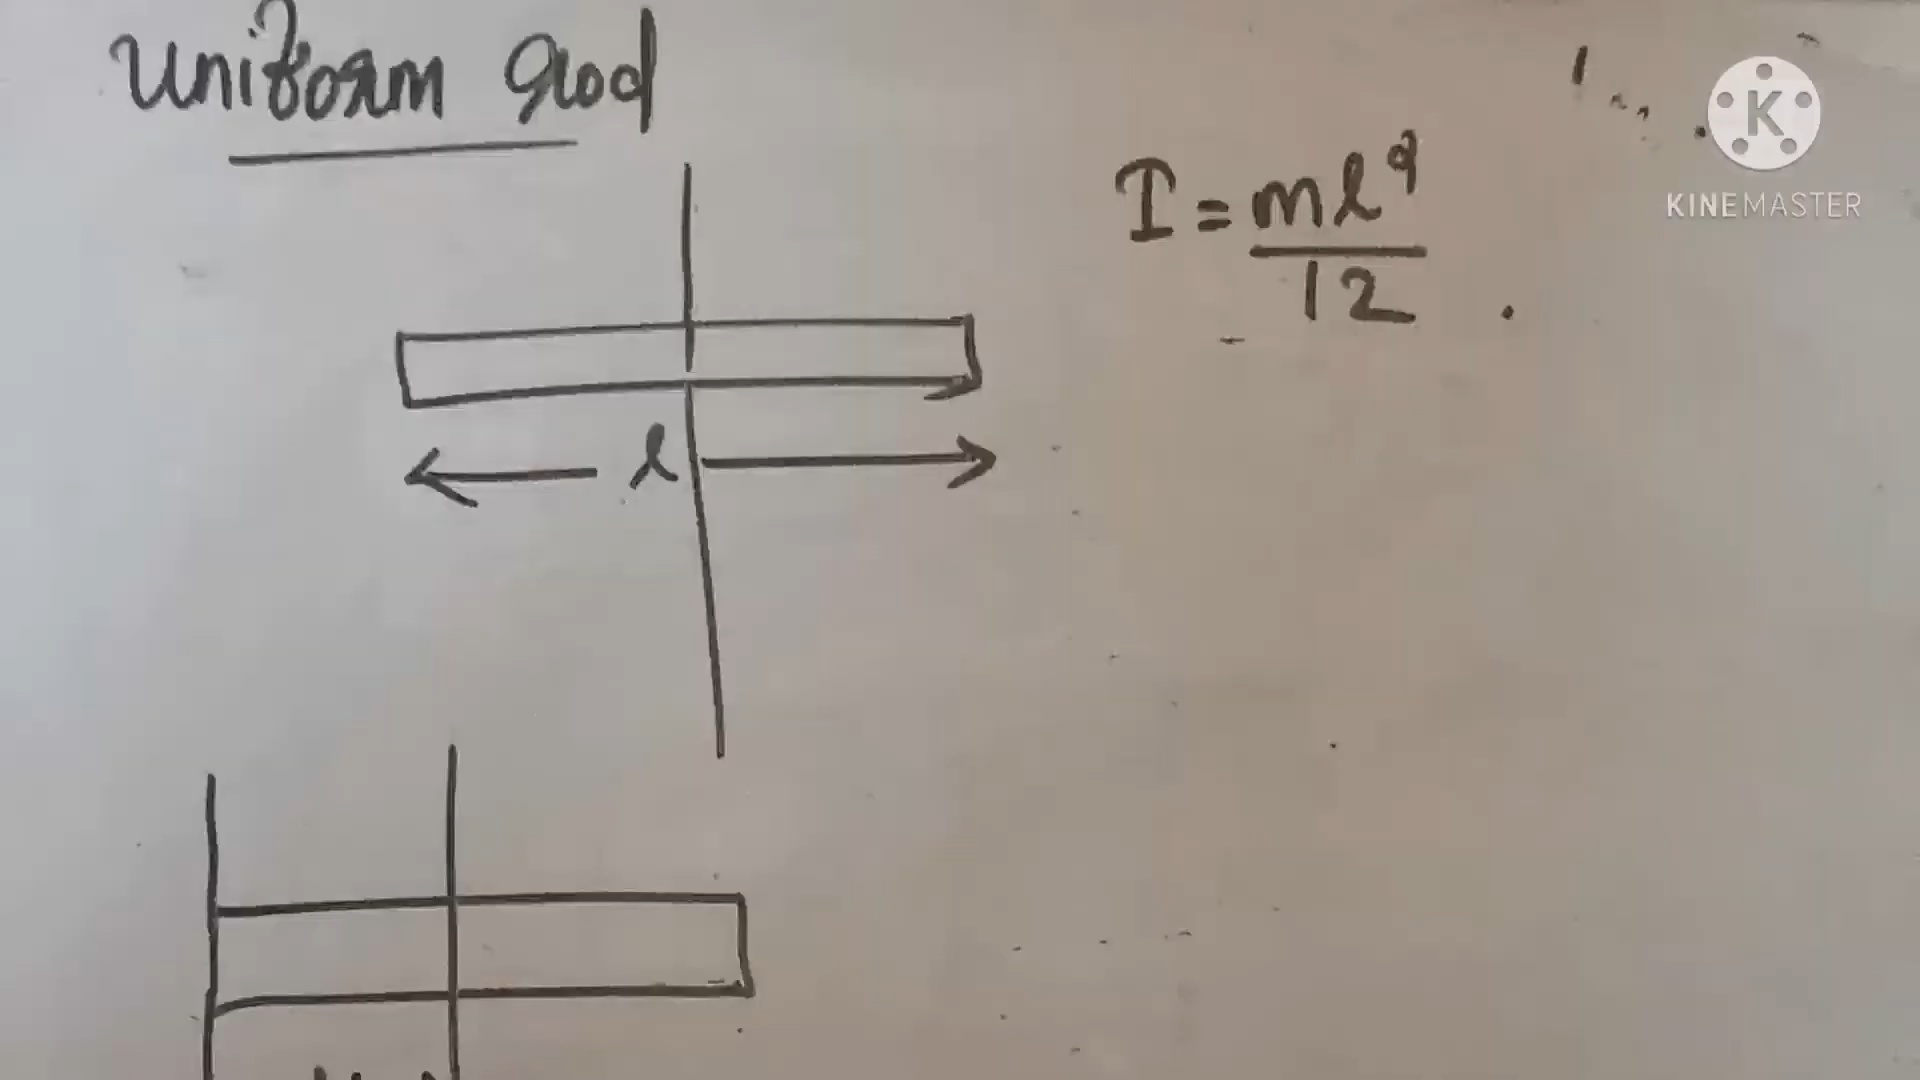 Uniform rod
I = ml²
12
l
K
KINEMASTER